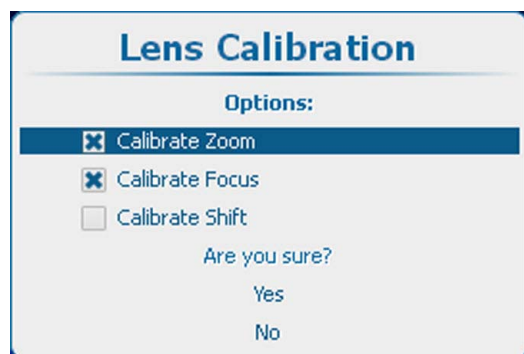 Lens Calibration
Options:
Calibrate Zoom
Calibrate Focus
Calibrate Shift
Are you sure?
Yes
No